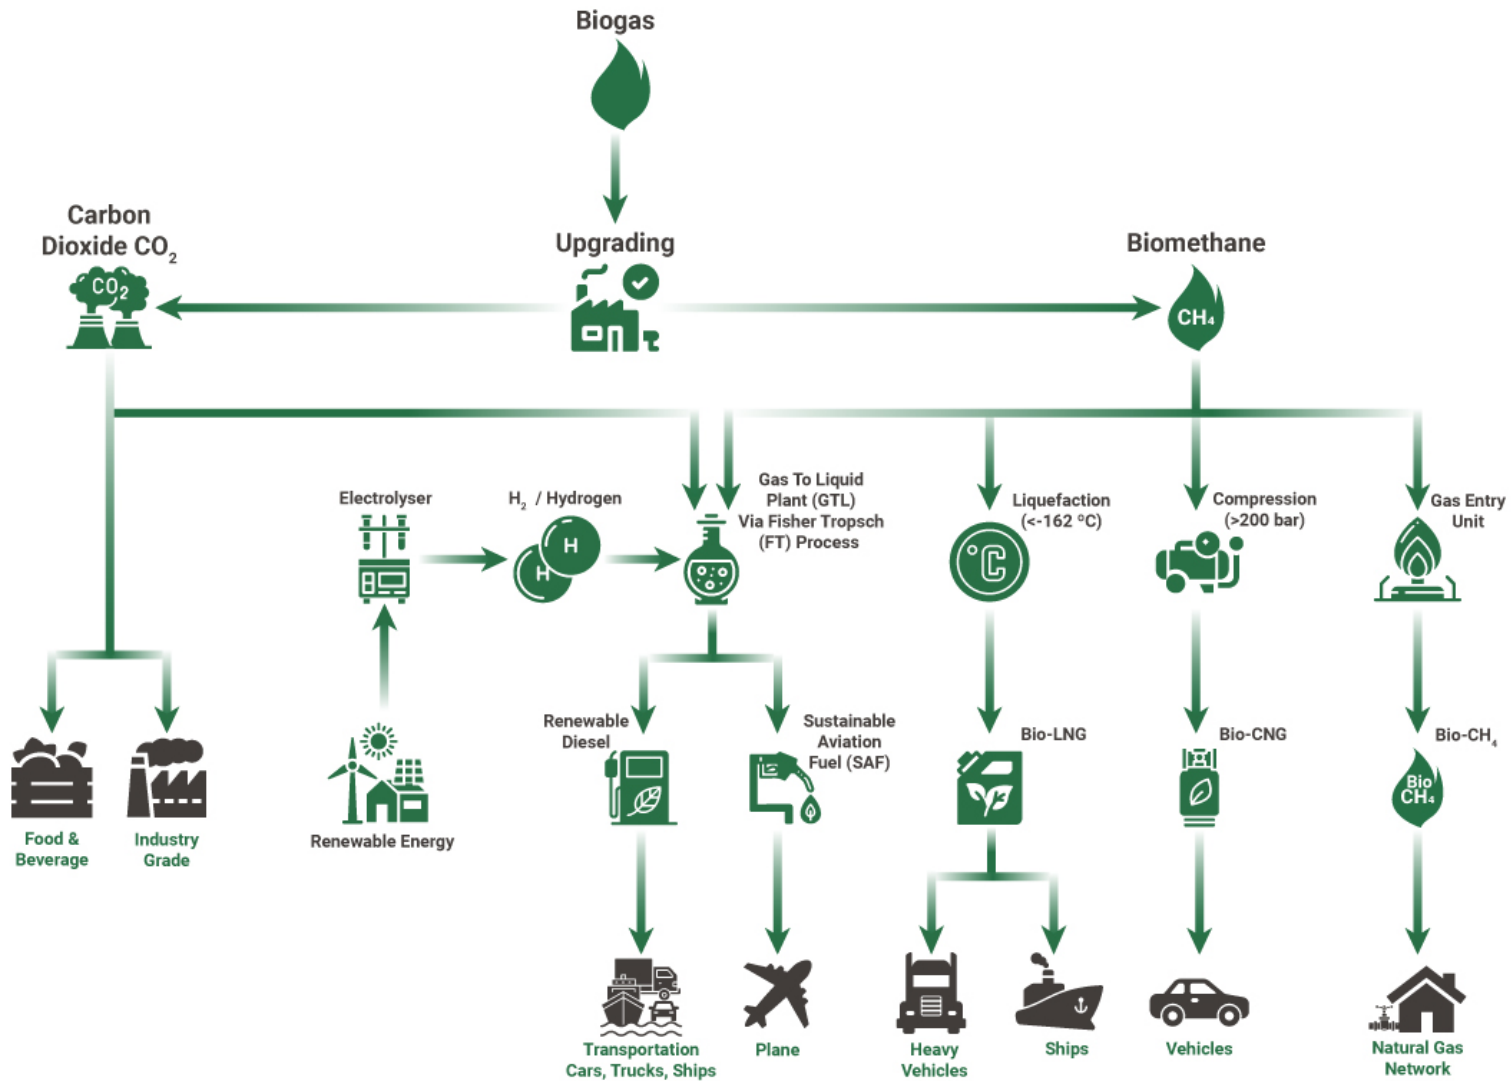 Biogas
Carbon
Dioxide CO₂
CO₂
Upgrading
Biomethane
CH₄
Electrolyser
H₂ / Hydrogen
H
H
Gas To Liquid
Plant (GTL)
Via Fisher Tropsch
(FT) Process
Liquefaction
(<-162 ºC)
°C
Compression
(>200 bar)
Gas Entry
Unit
Renewable
Diesel
Sustainable
Aviation
Fuel (SAF)
Bio-LNG
Bio-CNG
Bio-CH₄
Bio
CH₄
Food &
Beverage
Industry
Grade
Renewable Energy
Transportation
Cars, Trucks, Ships
Plane
Heavy
Vehicles
Ships
Vehicles
Natural Gas
Network